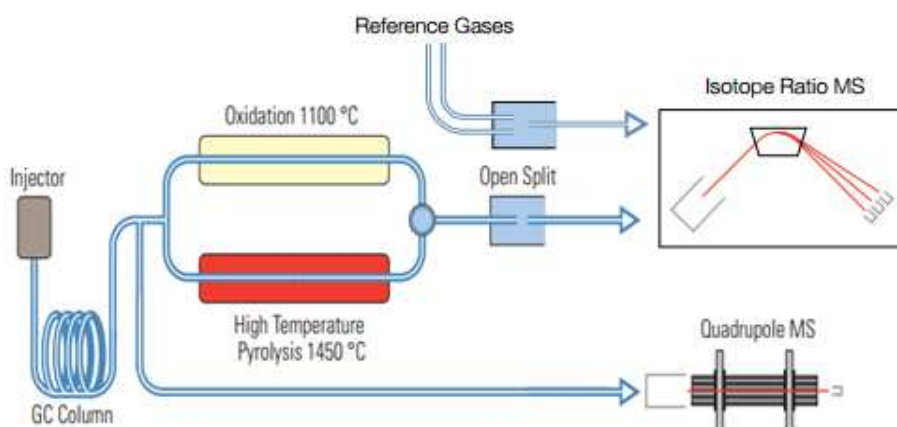 Reference Gases
Isotope Ratio MS
Oxidation 1100 °C
Injector
Open Split
High Temperature
Pyrolysis 1450 °C
Quadrupole MS
GC Column